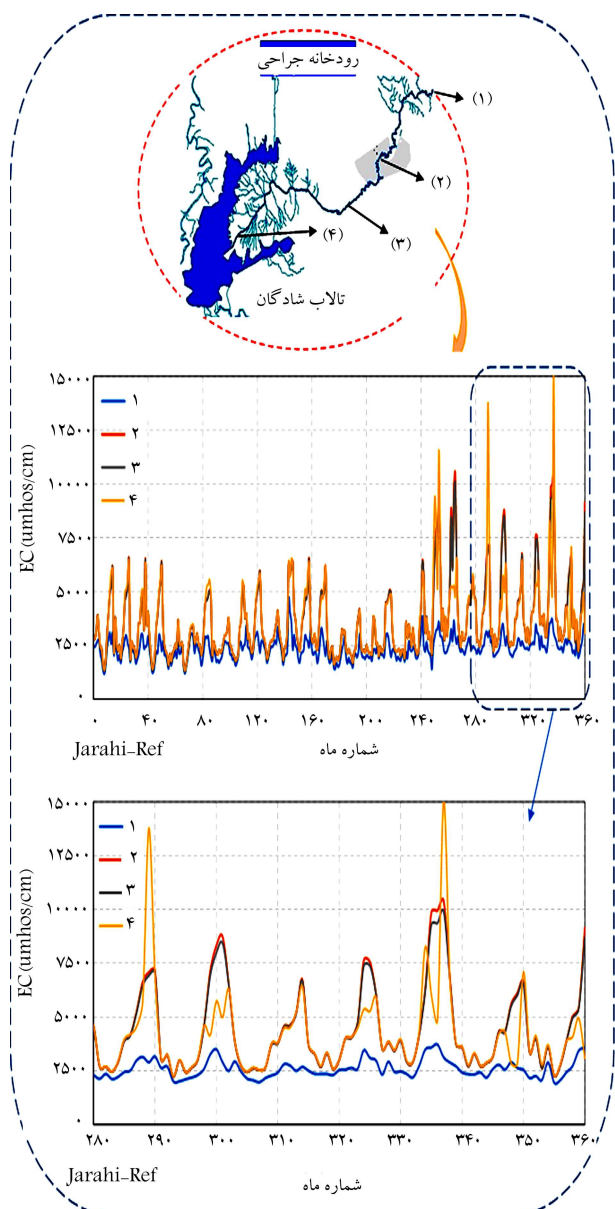 رودخانه جراحی
(۱)
(۲)
(۳)
(۴)
تالاب شادگان
EC (umhos/cm)
۱۵۰۰۰
۱۲۵۰۰
۱۰۰۰۰
۷۵۰۰
۵۰۰۰
۲۵۰۰
۰
۱
۲
۳
۴
۰ ۴۰ ۸۰ ۱۲۰ ۱۶۰ ۲۰۰ ۲۴۰ ۲۸۰ ۳۲۰ ۳۶۰
Jarahi-Ref
شماره ماه
EC (umhos/cm)
۱۵۰۰۰
۱۲۵۰۰
۱۰۰۰۰
۷۵۰۰
۵۰۰۰
۲۵۰۰
۰
۱
۲
۳
۴
۲۸۰ ۲۹۰ ۳۰۰ ۳۱۰ ۳۲۰ ۳۳۰ ۳۴۰ ۳۵۰ ۳۶۰
Jarahi-Ref
شماره ماه